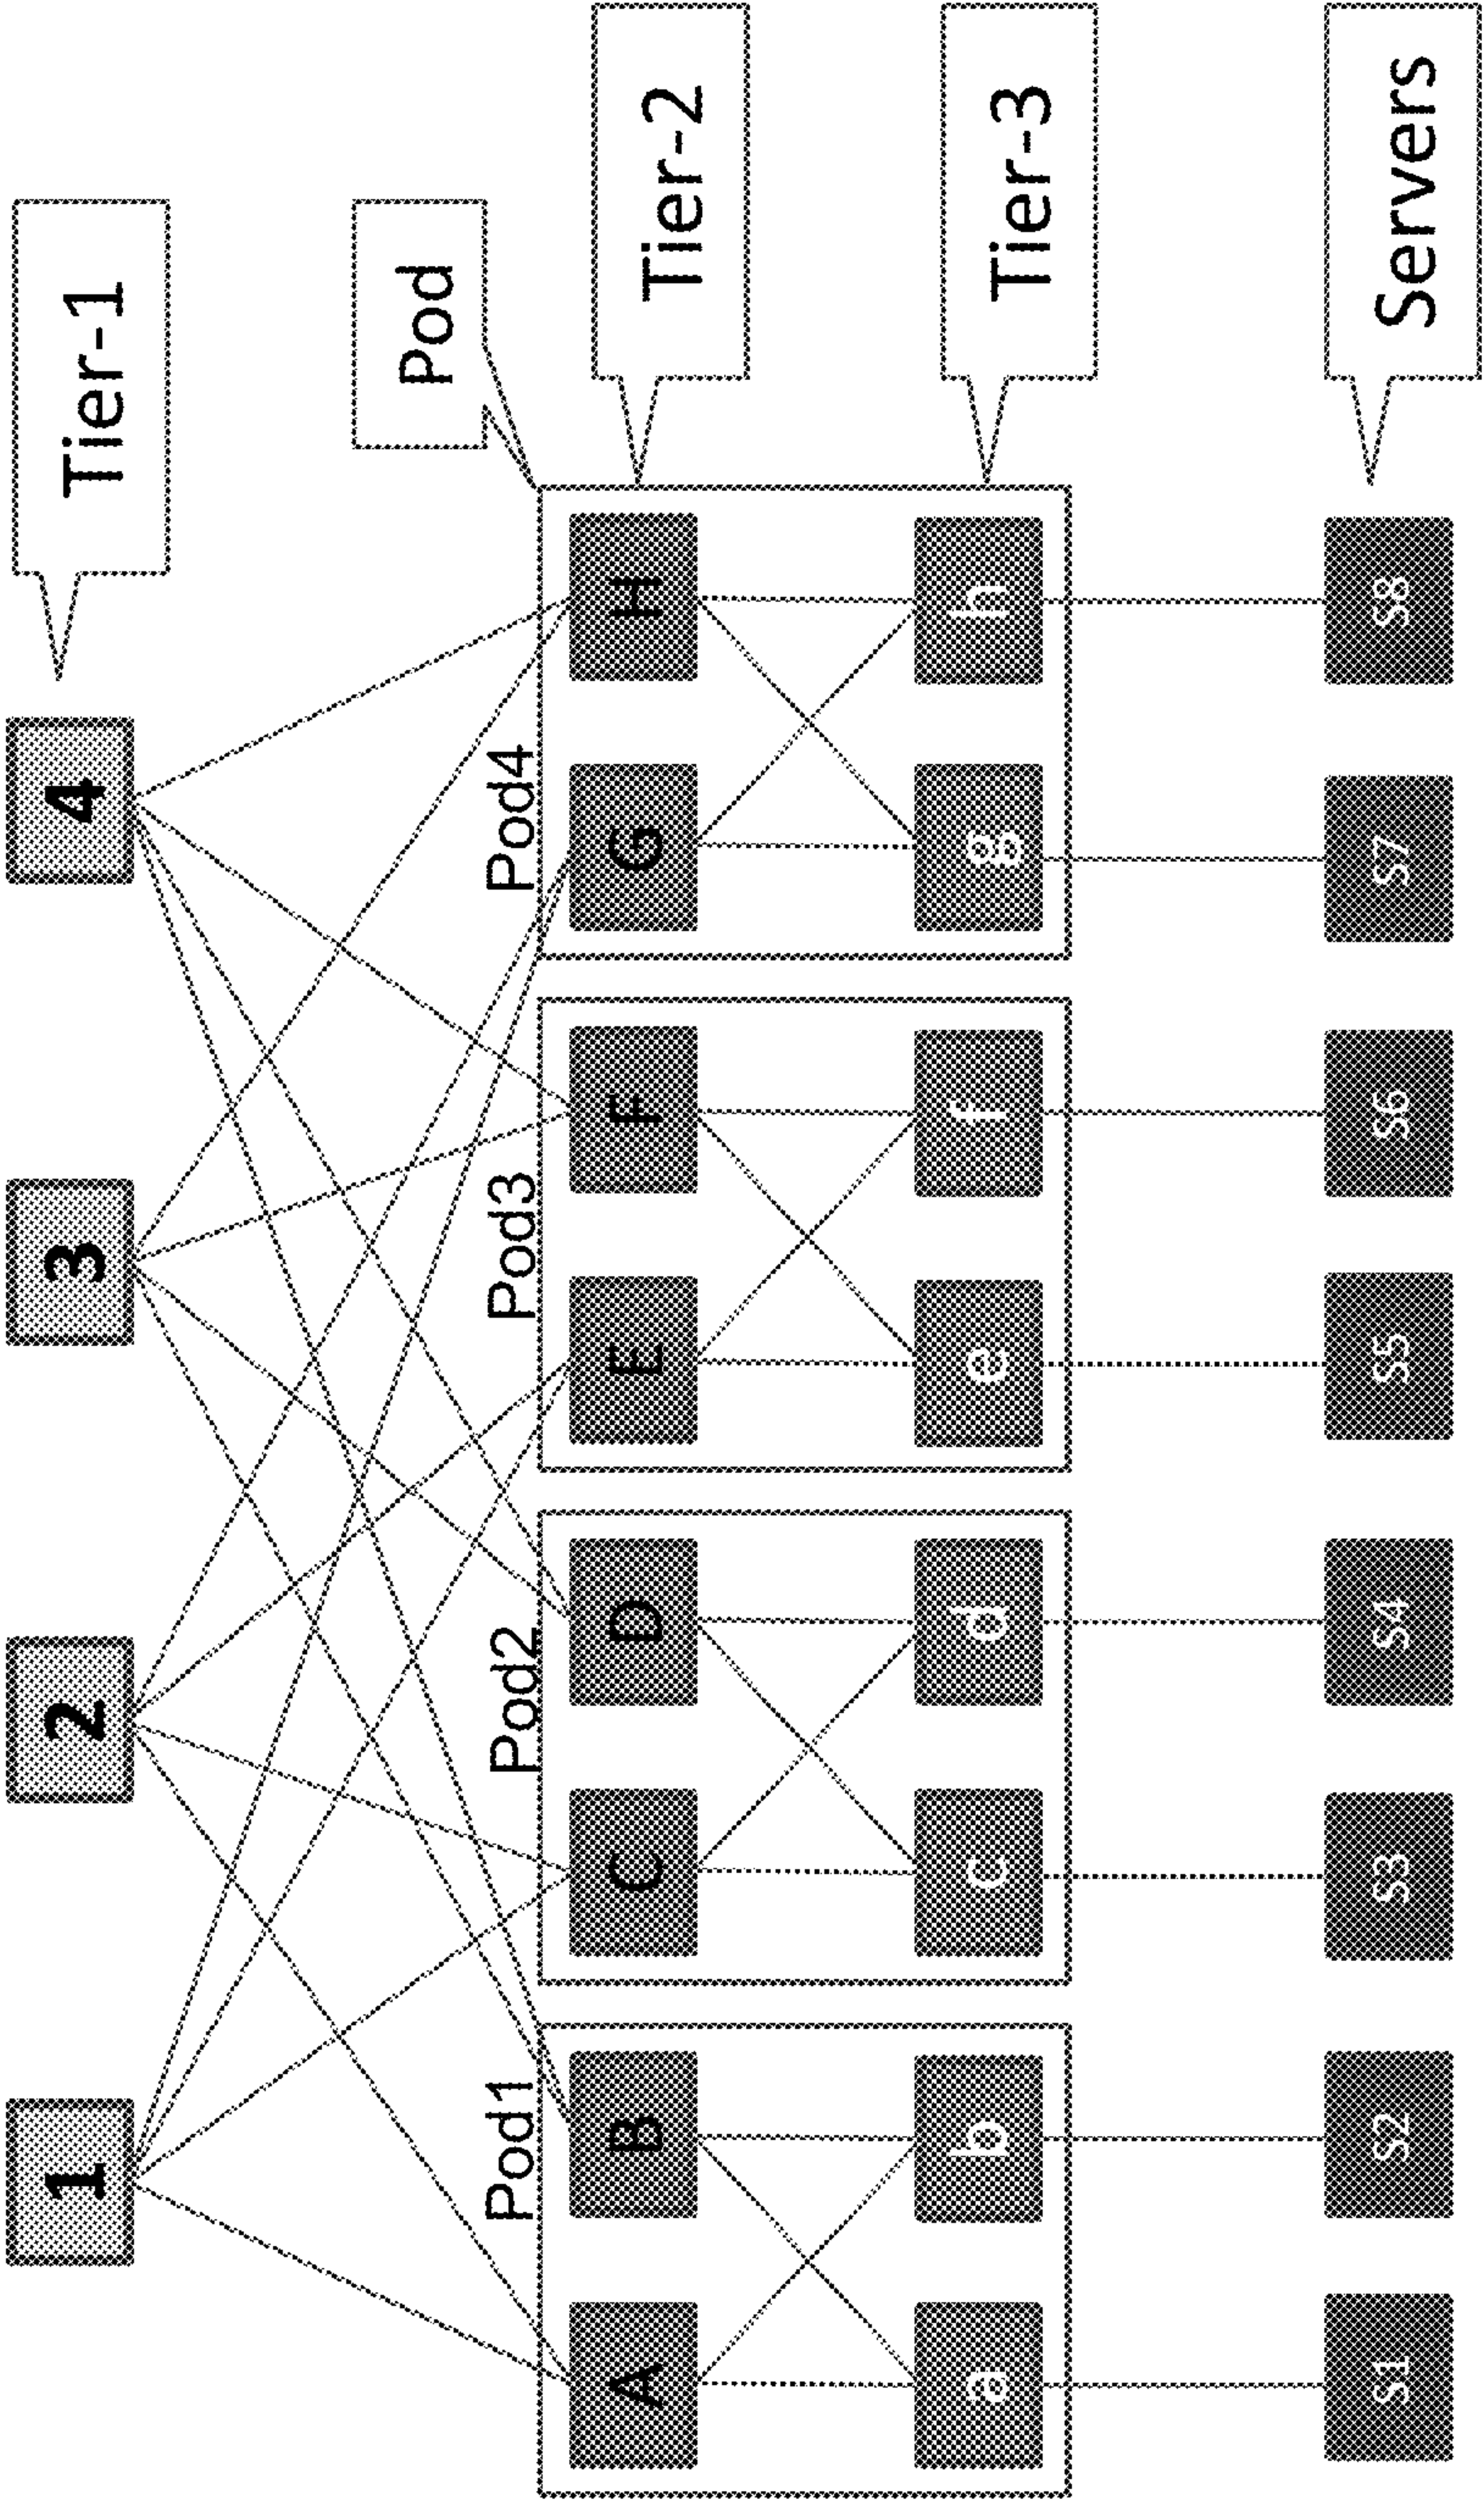 1
2
3
4
Tier-1
Pod
Pod1
Pod2
Pod3
Pod4
A
B
C
D
E
F
G
H
Tier-2
a
b
c
d
e
f
g
h
Tier-3
S1
S2
S3
S4
S5
S6
S7
S8
Servers